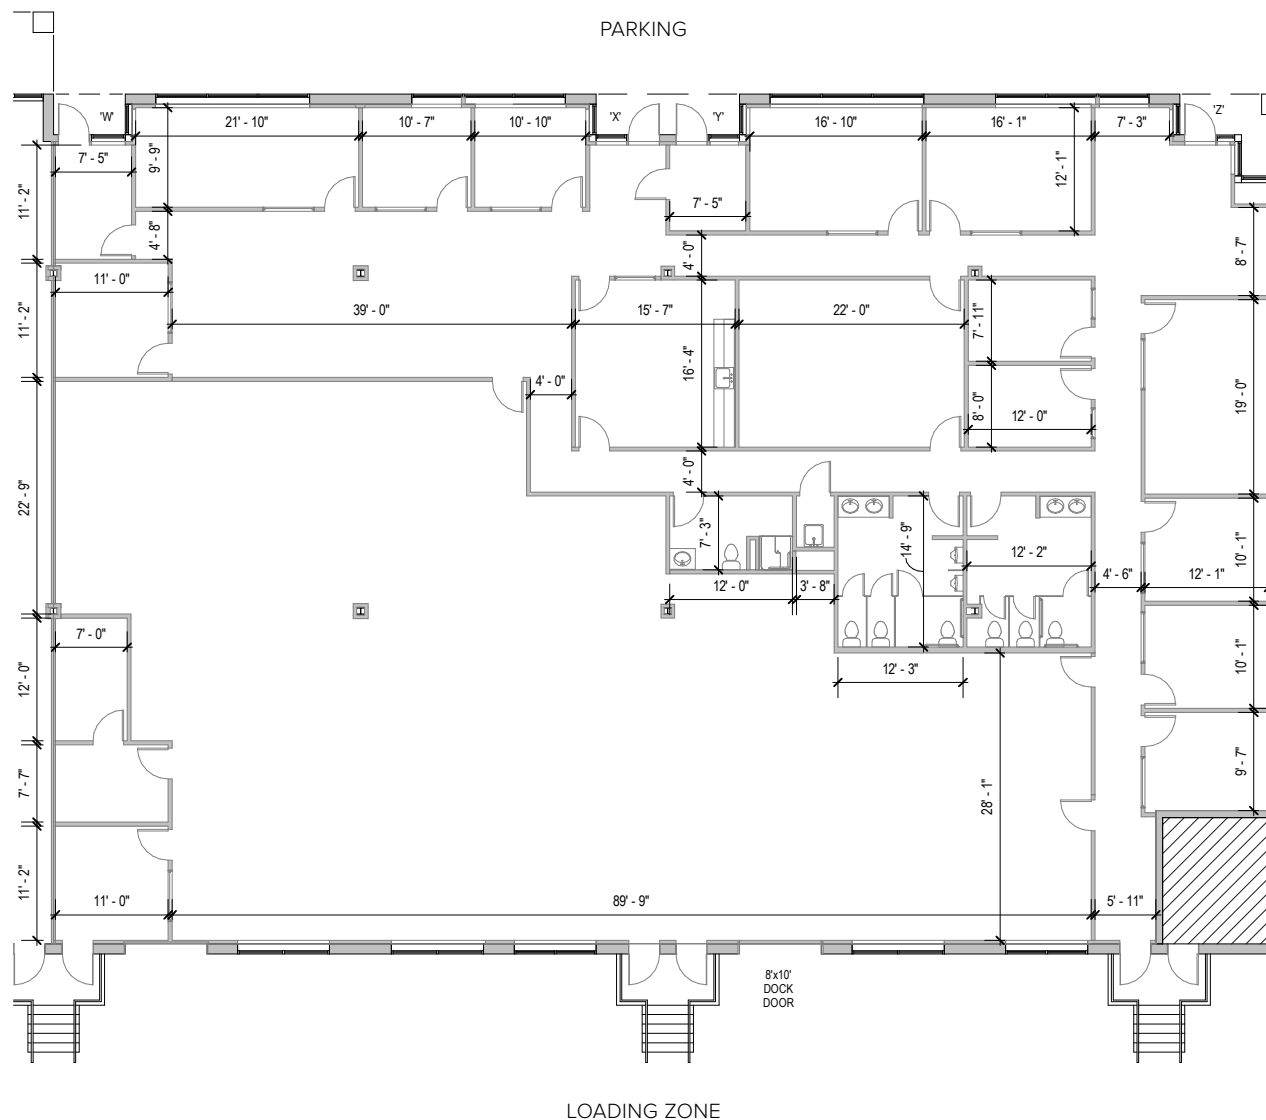 PARKING
'W'
'X'
'Y'
'Z'
21' - 10"
10' - 7"
10' - 10"
16' - 10"
16' - 1"
7' - 3"
7' - 5"
9' - 9"
12' - 1"
11' - 2"
7' - 5"
4' - 8"
4' - 0"
8' - 7"
11' - 0"
11' - 2"
39' - 0"
15' - 7"
22' - 0"
7' - 11"
16' - 4"
4' - 0"
8' - 0"
12' - 0"
19' - 0"
4' - 0"
22' - 9"
7' - 3"
14' - 9"
12' - 2"
10' - 1"
12' - 0"
3' - 8"
4' - 6"
12' - 1"
7' - 0"
12' - 0"
12' - 3"
10' - 1"
7' - 7"
28' - 1"
9' - 7"
11' - 2"
11' - 0"
89' - 9"
5' - 11"
8'x10'
DOCK
DOOR
LOADING ZONE